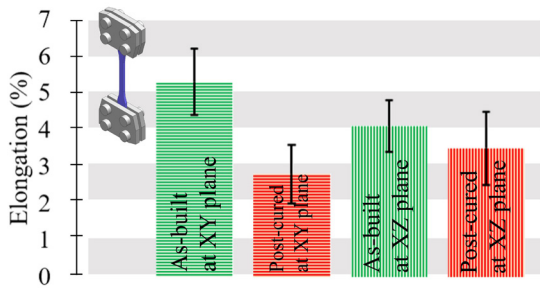 7
6
5
4
3
2
1
0
Elongation (%)
As-built
at XY plane
Post-cured
at XY plane
As-built
at XZ plane
Post-cured
at XZ plane